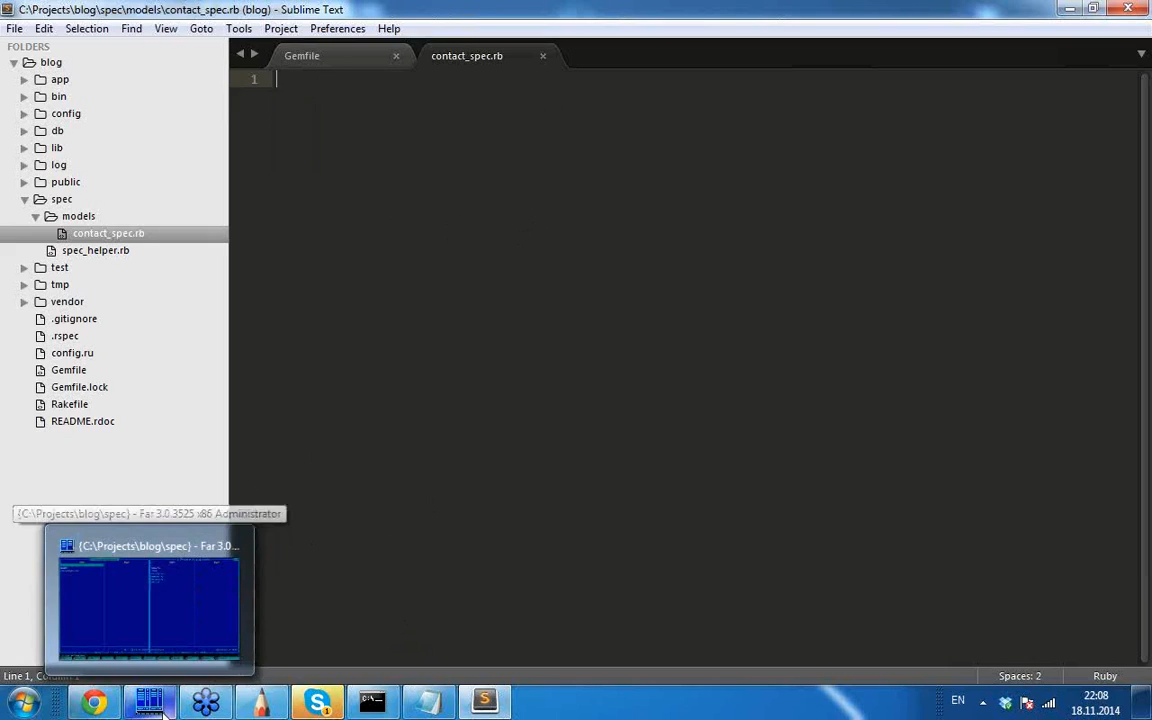 C:\Projects\blog\spec\models\contact_spec.rb (blog) - Sublime Text
File Edit Selection Find View Goto Tools Project Preferences Help
FOLDERS
blog
app
bin
config
db
lib
log
public
spec
models
contact_spec.rb
spec_helper.rb
test
tmp
vendor
.gitignore
.rspec
config.ru
Gemfile
Gemfile.lock
Rakefile
README.rdoc
Gemfile
contact_spec.rb
1
{C:\Projects\blog\spec} - Far 3.0.3525 x86 Administrator
{C:\Projects\blog\spec} - Far 3.0...
Line 1, Column 1
Spaces: 2
Ruby
EN
22:08
18.11.2014